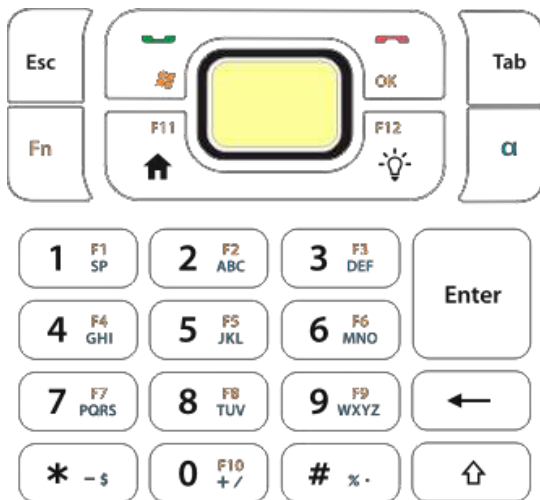 Esc
Tab
OK
F11
F12
Fn
α
1 F1 SP
2 F2 ABC
3 F3 DEF
Enter
4 F4 GHI
5 F5 JKL
6 F6 MNO
7 F7 PQRS
8 F8 TUV
9 F9 WXYZ
←
* - $
0 F10 + /
# % .